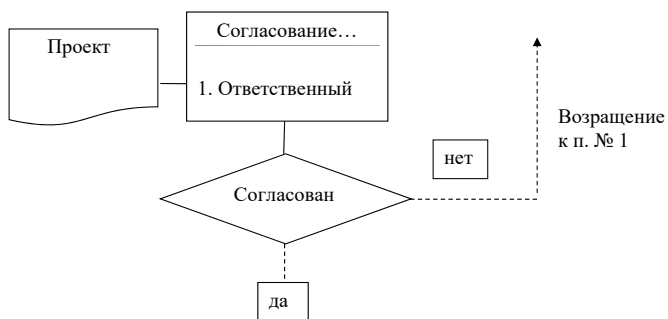 Проект
Согласование…
1. Ответственный
Возращение
к п. № 1
нет
Согласован
да